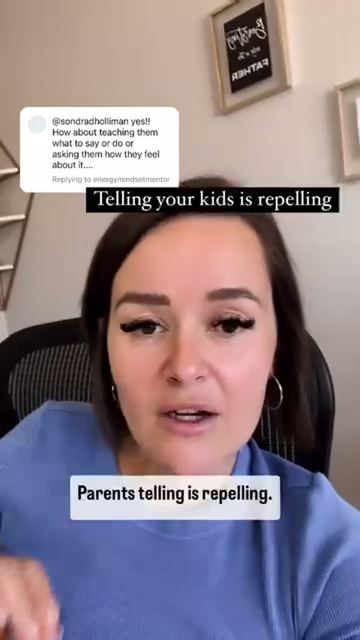 @sondradholliman yes!!
How about teaching them
what to say or do or
asking them how they feel
about it....
Replying to energymindsetmentor
Telling your kids is repelling
Parents telling is repelling.